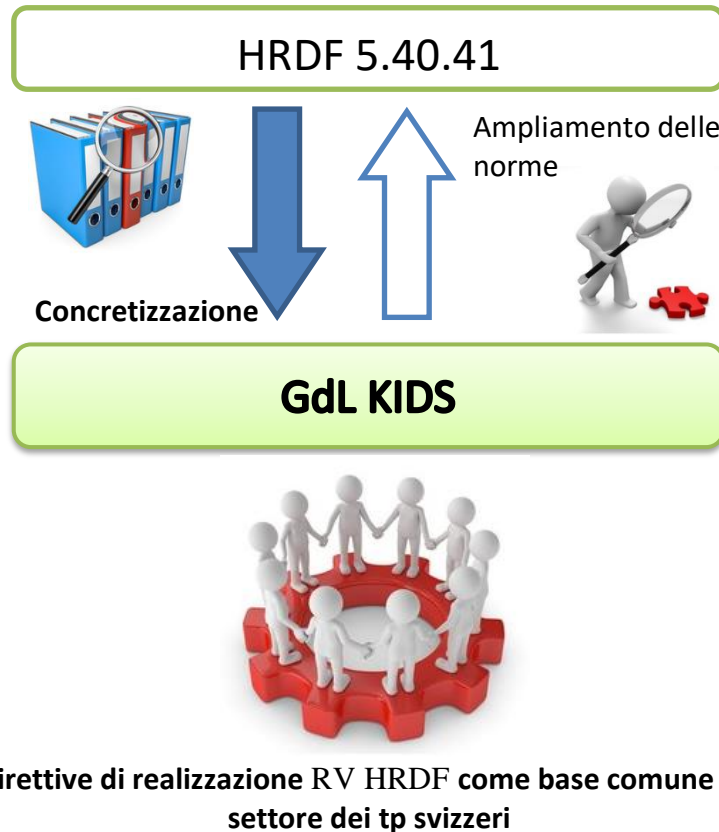 HRDF 5.40.41
Ampliamento delle
norme
Concretizzazione
GdL KIDS
irettive di realizzazione RV HRDF come base comune
settore dei tp svizzeri